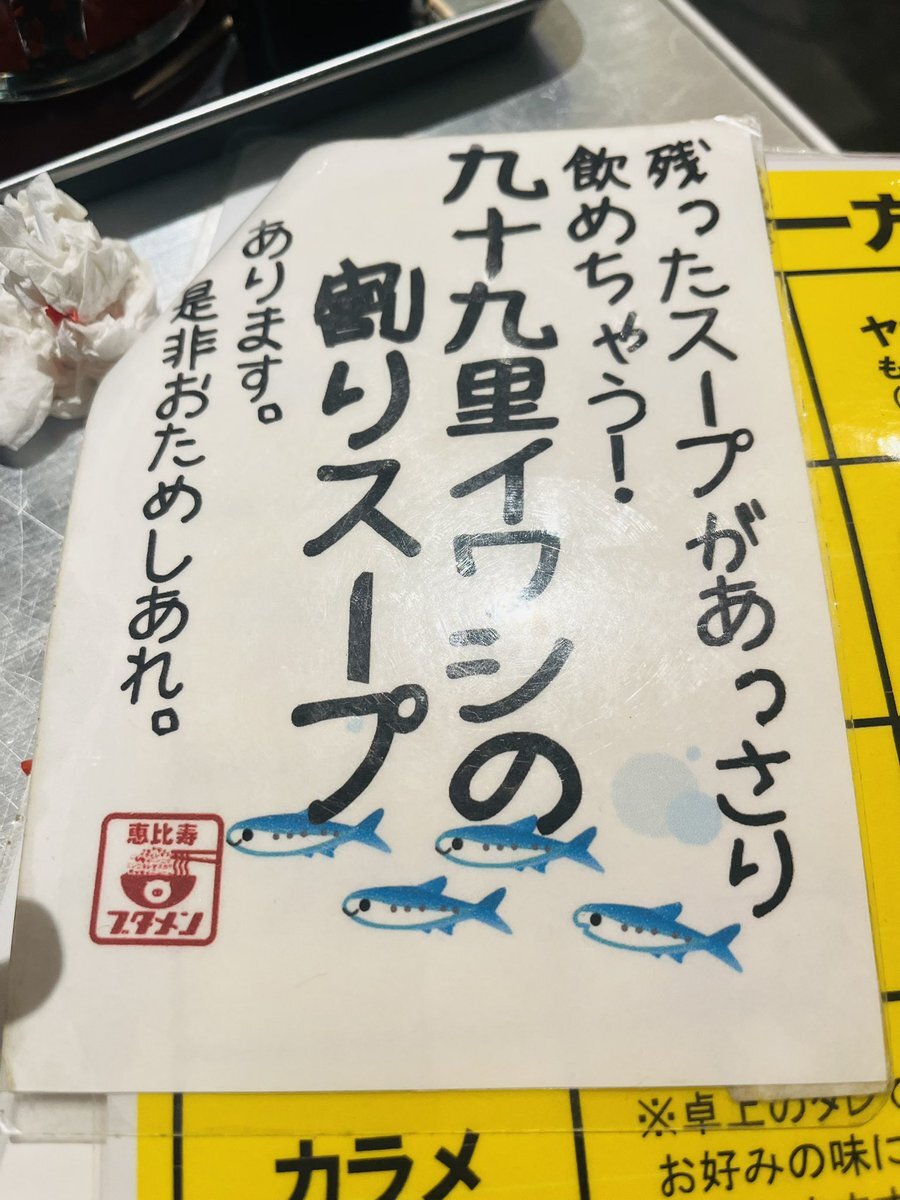 残ったスープがあっさり
飲めちゃう!
九十九里イワシの
割りスープ
あります。
是非おためしあれ。
恵比寿
ブタメン
カラメ
※卓上のタレ
お好みの味に